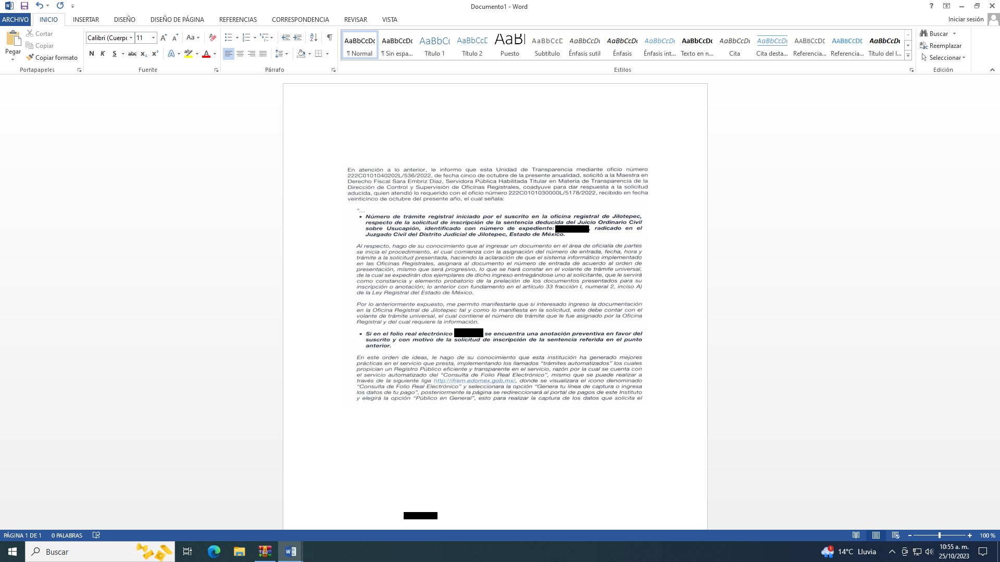 Documento1 - Word
ARCHIVO INICIO INSERTAR DISEÑO DISEÑO DE PÁGINA REFERENCIAS CORRESPONDENCIA REVISAR VISTA Iniciar sesión
Pegar
Cortar
Copiar
Copiar formato
Portapapeles
Calibri (Cuerpo 11
Fuente
Párrafo
AaBbCcDc AaBbCcDc AaBbCc AaBbCcD AaB AaBbCcD AaBbCcDc AaBbCcDc AaBbCcDc AaBbCcDc AaBbCcDc AaBbCcDc AABBCCDD AABBCCDD AaBbCcDc
¶ Normal ¶ Sin espa... Título 1 Título 2 Puesto Subtítulo Énfasis sutil Énfasis Énfasis int... Texto en n... Cita Cita desta... Referencia... Referencia... Título del l...
Estilos
Buscar
Reemplazar
Seleccionar
Edición
En atención a lo anterior, le informo que esta Unidad de Transparencia mediante oficio número
222C0101040202L/536/2022, de fecha cinco de octubre de la presente anualidad, solicitó a la Maestra en
Derecho Fiscal Sara Embriz Díaz, Servidora Pública Habilitada Titular en Materia de Transparencia de la
Dirección de Control y Supervisión de Oficinas Registrales, coadyuve para dar respuesta a la solicitud
aducida, quien atendió lo requerido con el oficio número 222C0101030000L/5178/2022, recibido en fecha
veinticinco de octubre del presente año, el cual señala:
"...
• Número de trámite registral iniciado por el suscrito en la oficina registral de Jilotepec,
respecto de la solicitud de inscripción de la sentencia deducida del Juicio Ordinario Civil
sobre Usucapión, identificado con número de expediente: , radicado en el
Juzgado Civil del Distrito Judicial de Jilotepec, Estado de México.
Al respecto, hago de su conocimiento que al ingresar un documento en el área de oficialía de partes
se inicia el procedimiento, el cual comienza con la asignación del número de entrada, fecha, hora y
trámite a la solicitud presentada, haciendo la aclaración de que el sistema informático implementado
en las Oficinas Registrales, asignara al documento el número de entrada de acuerdo al orden de
presentación, mismo que será progresivo, lo que se hará constar en el volante de trámite universal,
de la cual se expedirán dos ejemplares de dicho ingreso entregándose uno al solicitante, que le servirá
como constancia y elemento probatorio de la prelación de los documentos presentados para su
inscripción o anotación; lo anterior con fundamento en el artículo 33 fracción I, numeral 2, inciso A)
de la Ley Registral del Estado de México.
Por lo anteriormente expuesto, me permito manifestarle que si interesado ingreso la documentación
en la Oficina Registral de Jilotepec tal y como lo manifiesta en la solicitud, este debe contar con el
volante de trámite universal, el cual contiene el número de trámite que le fue asignado por la Oficina
Registral y del cual requiere la información.
• Si en el folio real electrónico se encuentra una anotación preventiva en favor del
suscrito y con motivo de la solicitud de inscripción de la sentencia referida en el punto
anterior.
En este orden de ideas, le hago de su conocimiento que esta institución ha generado mejores
prácticas en el servicio que presta, implementando los llamados "trámites automatizados" los cuales
propician un Registro Público eficiente y transparente en el servicio, razón por la cual se cuenta con
el servicio automatizado del "Consulta de Folio Real Electrónico", mismo que se puede realizar a
través de la siguiente liga http://ifrem.edomex.gob.mx/, donde se visualizara el icono denominado
"Consulta de Folio Real Electrónico" y seleccionara la opción "Genera tu línea de captura o ingresa
los datos de tu pago", posteriormente la página se redireccionará al portal de pagos de este Instituto
y elegirá la opción "Público en General", esto para realizar la captura de los datos que solicita el
PÁGINA 1 DE 1 0 PALABRAS 100 %
Buscar
14°C Lluvia
10:55 a. m.
25/10/2023